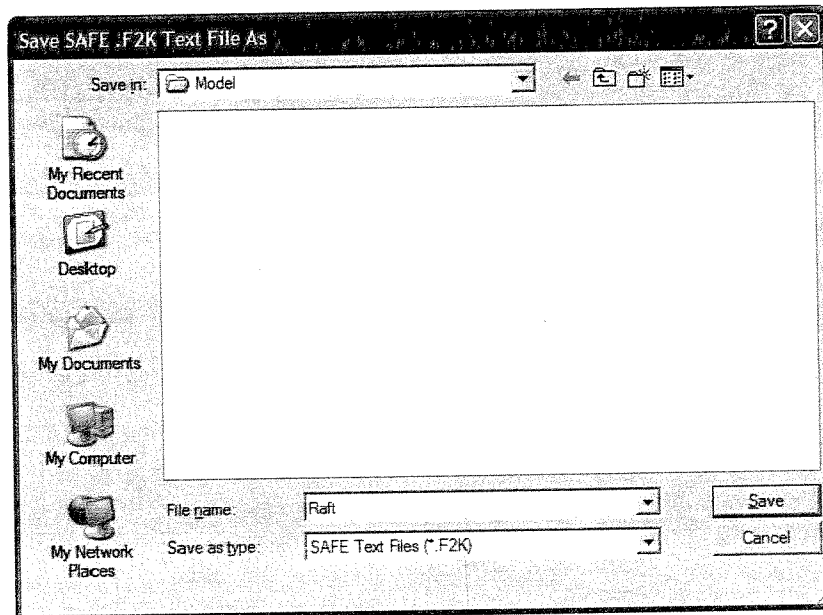 Save SAFE .F2K Text File As
Save in: Model
My Recent
Documents
Desktop
My Documents
My Computer
My Network
Places
File name: Raft
Save as type: SAFE Text Files (*.F2K)
Save
Cancel